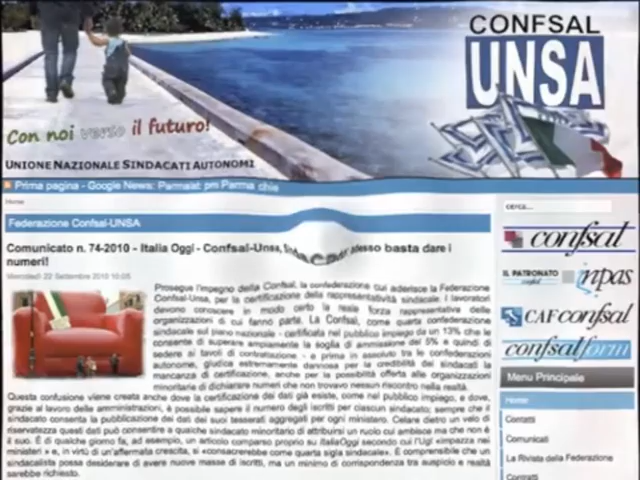 CONFSAL
UNSA
Con noi verso il futuro!
UNIONE NAZIONALE SINDACATI AUTONOMI
Prima pagina - Google News: Parmalat: pm Parma chie
Home
cerca...
Federazione Confsal-UNSA
Comunicato n. 74-2010 - Italia Oggi - Confsal-Unsa, adesso basta dare i
numeri!
Mercoledì 22 Settembre 2010 10:05
Prosegue l'impegno della Confsal, la confederazione cui aderisce la Federazione
Confsal-Unsa, per la certificazione della rappresentatività sindacale. I lavoratori
devono conoscere in modo certo la reale forza rappresentativa delle
organizzazioni di cui fanno parte. La Confsal, come quarta confederazione
sindacale sul piano nazionale - certificata nel pubblico impiego da un 13% che le
consente di superare ampiamente la soglia di ammissione del 5% e quindi di
sedere ai tavoli di contrattazione - e prima in assoluto tra le confederazioni
autonome, giudica estremamente dannosa per la credibilità dei sindacati la
mancanza di certificazione, anche per la possibilità offerta alle organizzazioni
minoritarie di dichiarare numeri che non trovavano nessun riscontro nella realtà.
Questa confusione viene creata anche dove la certificazione dei dati già esiste, come nel pubblico impiego, e dove,
grazie al lavoro delle amministrazioni, è possibile sapere il numero degli iscritti per ciascun sindacato; sempre che il
sindacato consenta la pubblicazione dei dati dei suoi tesserati aggregati per ogni ministero. Celare dietro un velo di
riservatezza questi dati può consentire a qualche sindacato minoritario di attribuirsi un ruolo cui ambisce ma che non è
il suo. È di qualche giorno fa, ad esempio, un articolo comparso proprio su ItaliaOggi secondo cui l'Ugl «impazza nei
ministeri » e, in virtù di un'affermata crescita, si «consacrerebbe come quarta sigla sindacale». È comprensibile che un
sindacalista possa desiderare di avere nuove masse di iscritti, ma un minimo di corrispondenza tra auspicio e realtà
sarebbe richiesto.
confsal
IL PATRONATO
confsal
inpas
CAF confsal
confsal form
Menu Principale
Home
Contatti
Comunicati
La Rivista della Federazione
Contratti